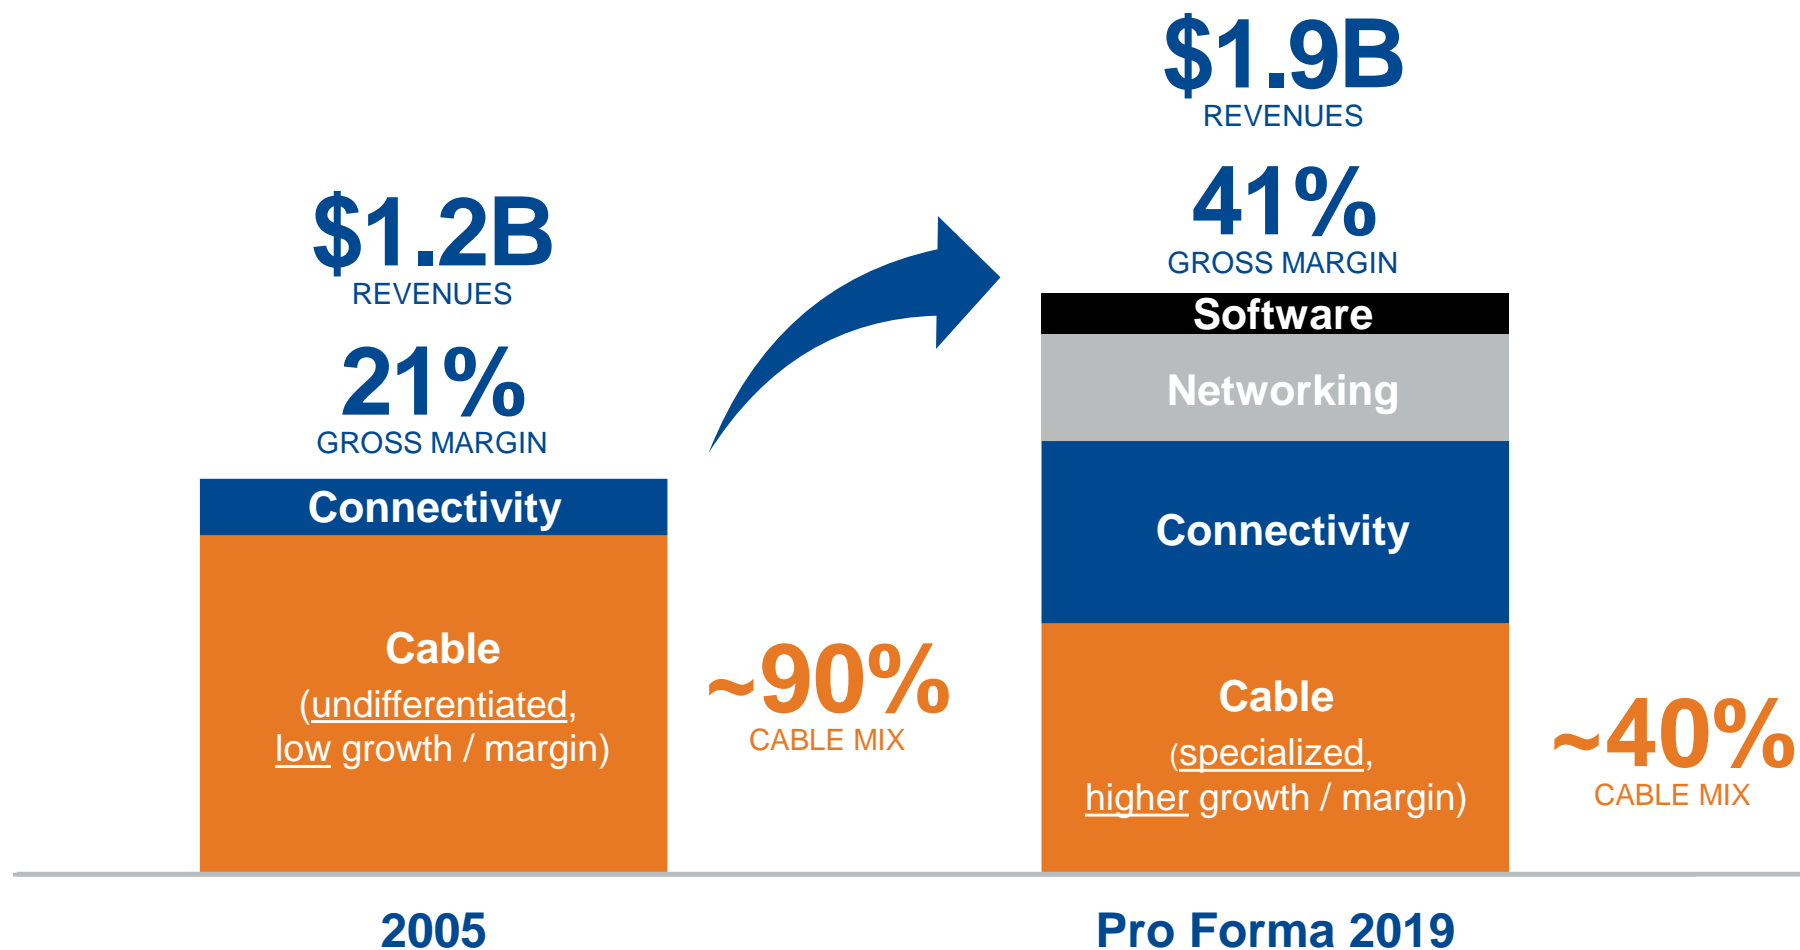 $1.2B
REVENUES
21%
GROSS MARGIN
Connectivity
Cable
(undifferentiated,
low growth / margin)
~90%
CABLE MIX
2005
$1.9B
REVENUES
41%
GROSS MARGIN
Software
Networking
Connectivity
Cable
(specialized,
higher growth / margin)
~40%
CABLE MIX
Pro Forma 2019